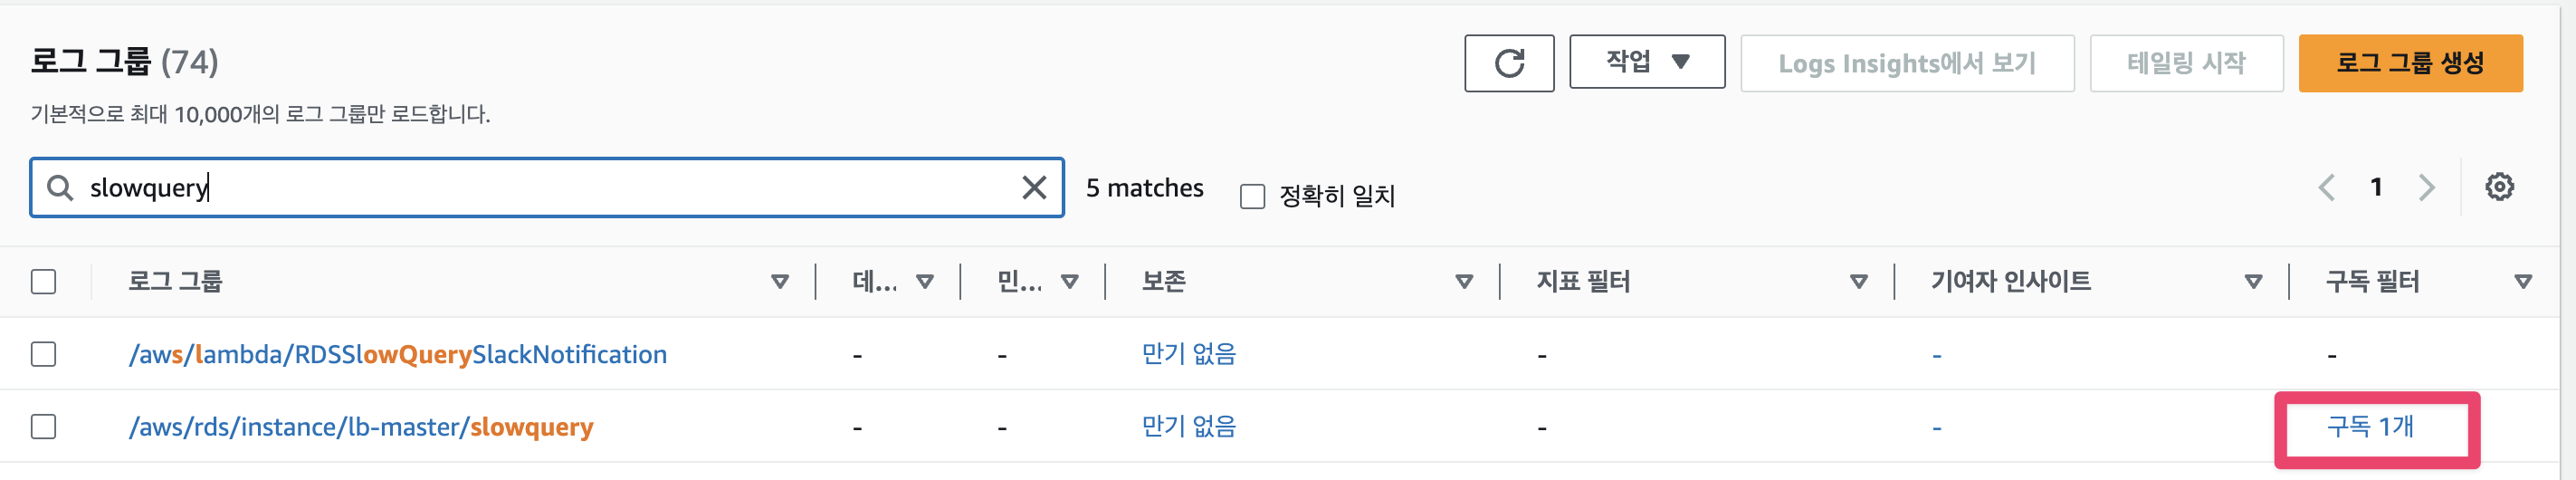 로그 그룹 (74)
작업 Logs Insights에서 보기 테일링 시작 로그 그룹 생성
기본적으로 최대 10,000개의 로그 그룹만 로드합니다.
slowquery 5 matches 정확히 일치 1
로그 그룹 데... 민... 보존 지표 필터 기여자 인사이트 구독 필터
/aws/lambda/RDSSlowQuerySlackNotification - - 만기 없음 - - -
/aws/rds/instance/lb-master/slowquery - - 만기 없음 - - 구독 1개